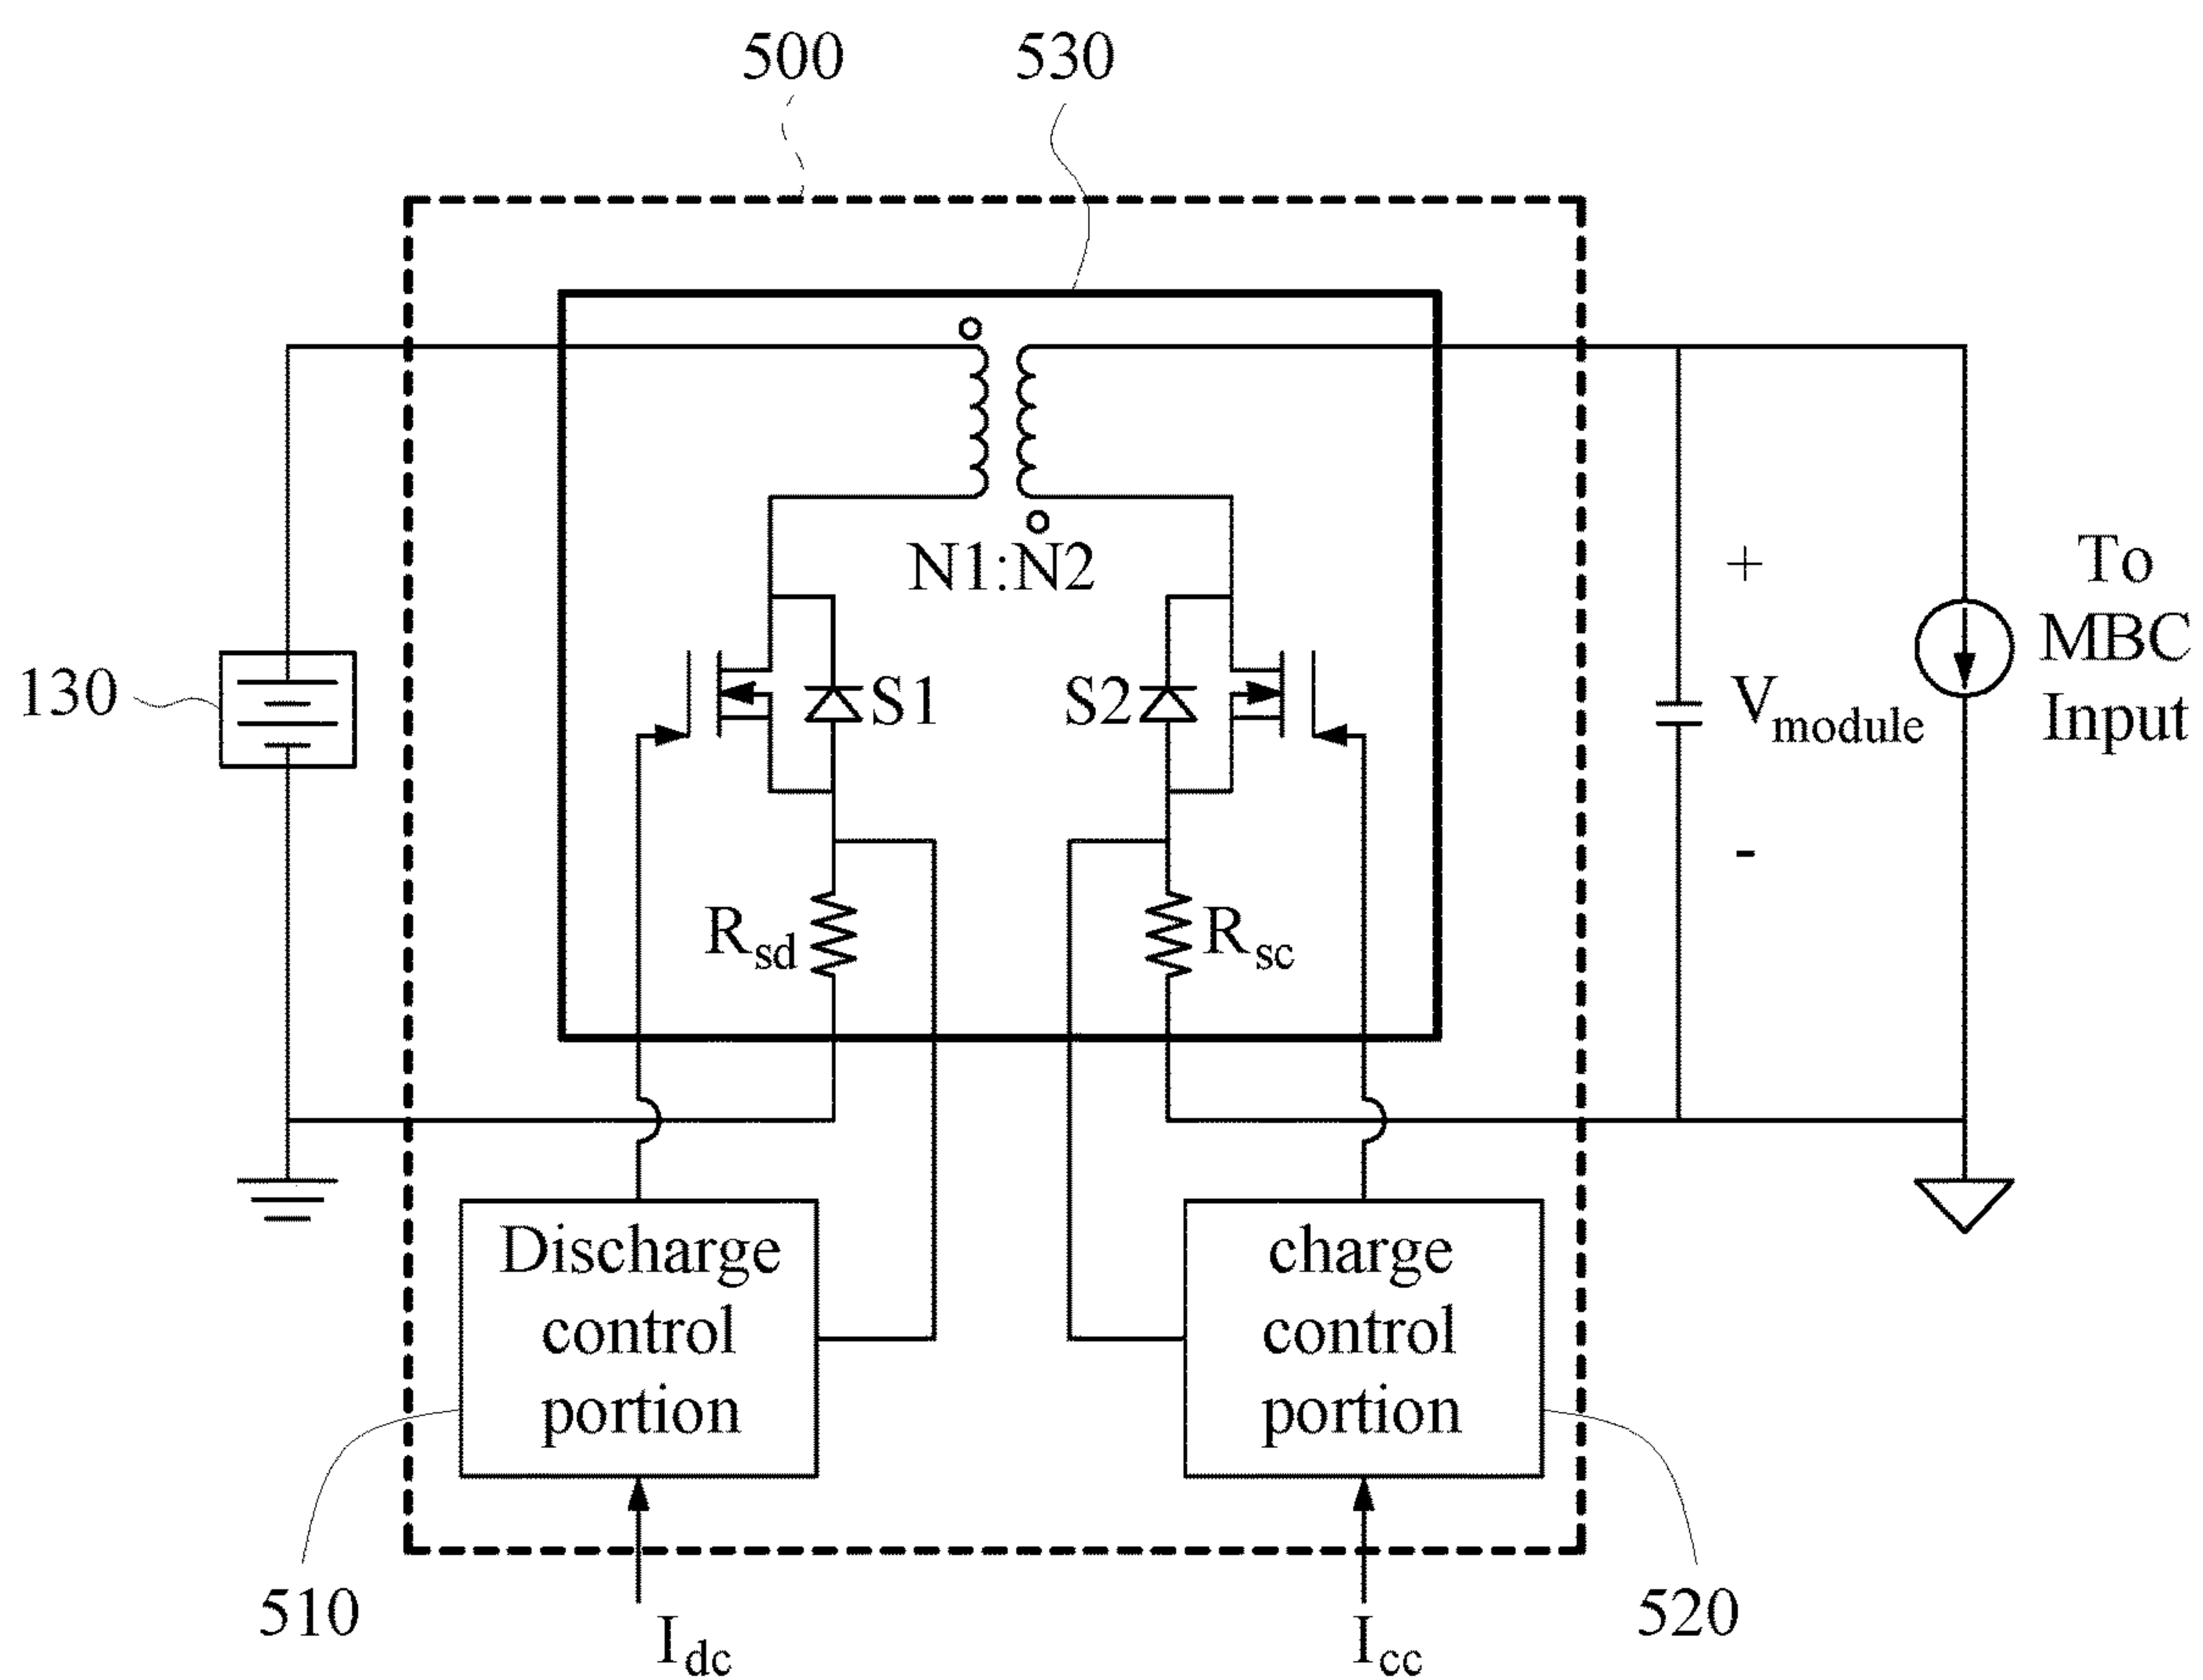 500
530
N1:N2
130
S1
S2
+
V_module
-
To
MBC
Input
R_sd
R_sc
Discharge
control
portion
charge
control
portion
510
520
I_dc
I_cc